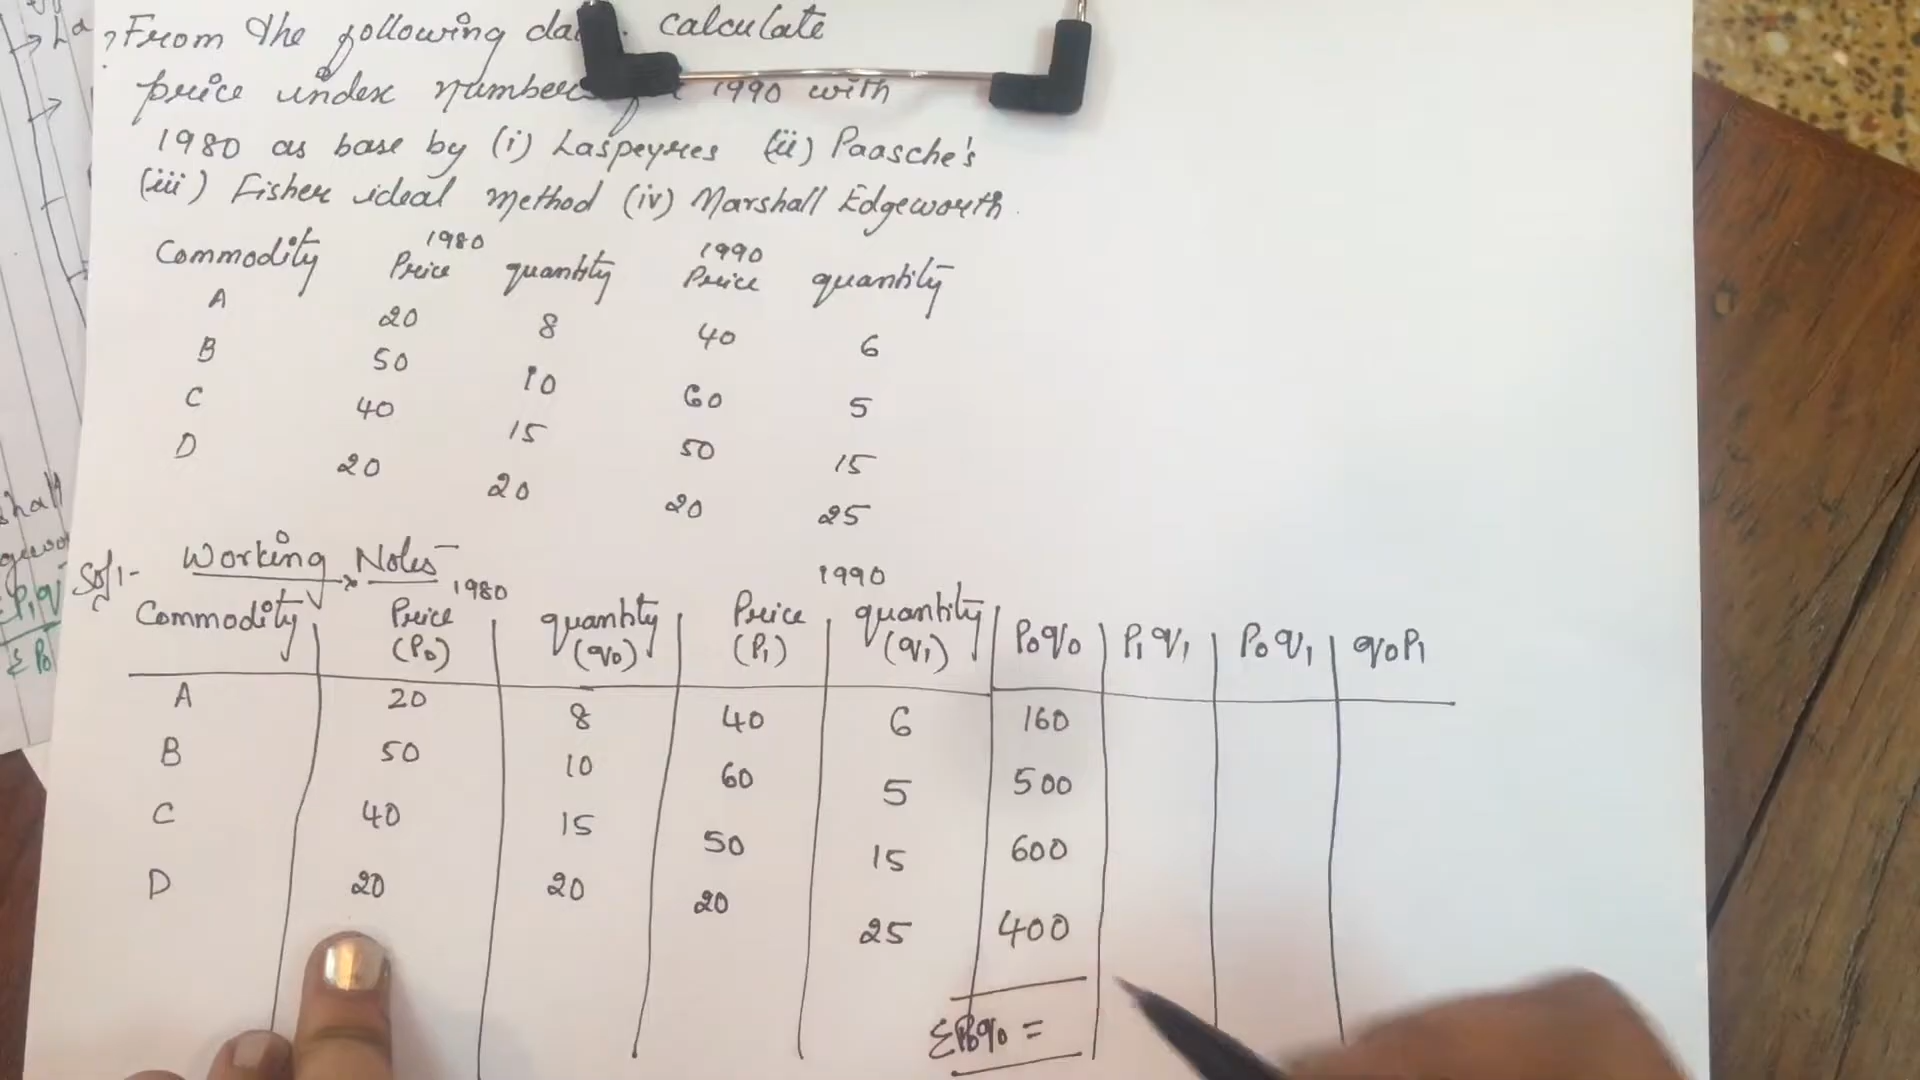 ? From the following calculate
price index numbers 1990 with
1980 as base by (i) Laspeyres (ii) Paasche's
(iii) Fisher ideal method (iv) Marshall Edgeworth.
1980 1990
Commodity Price quantity Price quantity
A 20 8 40 6
B 50 10 60 5
C 40 15 50 15
D 20 20 20 25
Sol:- Working Notes
1980 1990
Commodity Price (P0) quantity (q0) Price (P1) quantity (q1) P0q0 P1q1 P0q1 q0P1
A 20 8 40 6 160
B 50 10 60 5 500
C 40 15 50 15 600
D 20 20 20 25 400
ΣP0q0 =
P1q
ΣP0